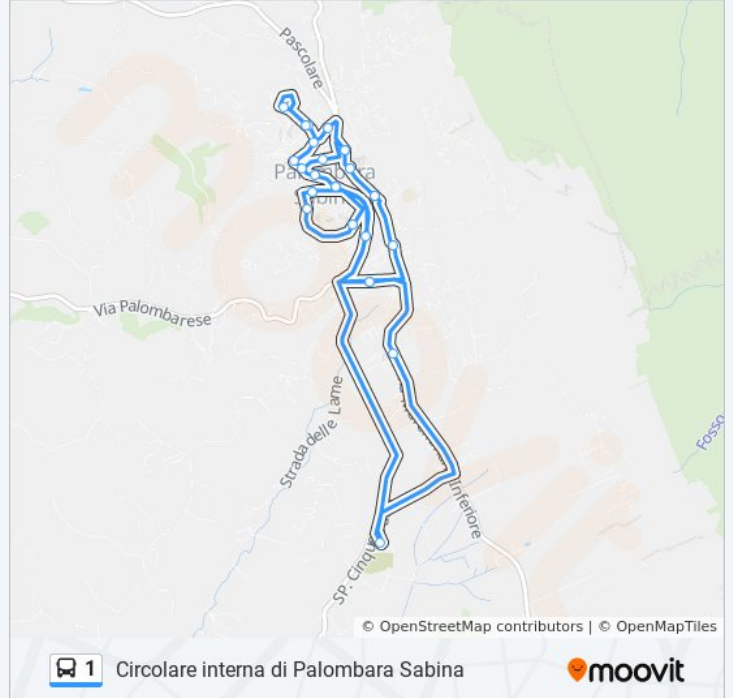 Pascolare
Palombara
Sabina
Via Palombarese
Strada delle Lame
Inferiore
Fosso
SP. Cinqu
© OpenStreetMap contributors | © OpenMapTiles
1 Circolare interna di Palombara Sabina
moovit